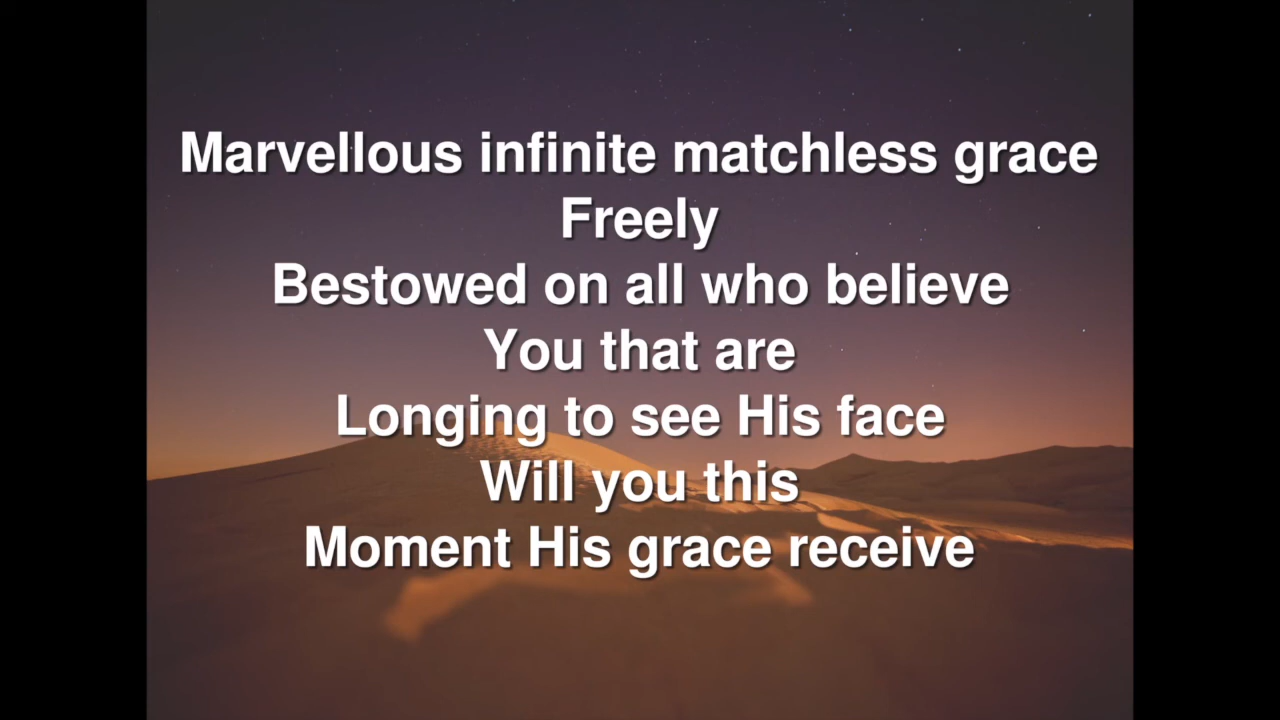 Marvellous infinite matchless grace
Freely
Bestowed on all who believe
You that are
Longing to see His face
Will you this
Moment His grace receive